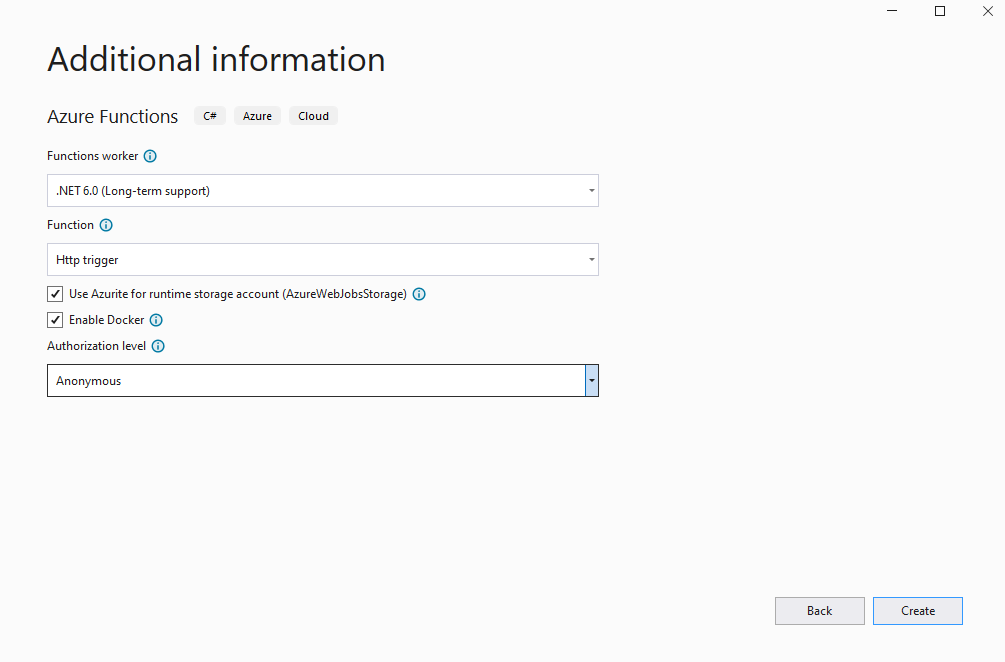 Additional information
Azure Functions C# Azure Cloud
Functions worker
.NET 6.0 (Long-term support)
Function
Http trigger
Use Azurite for runtime storage account (AzureWebJobsStorage)
Enable Docker
Authorization level
Anonymous
Back Create